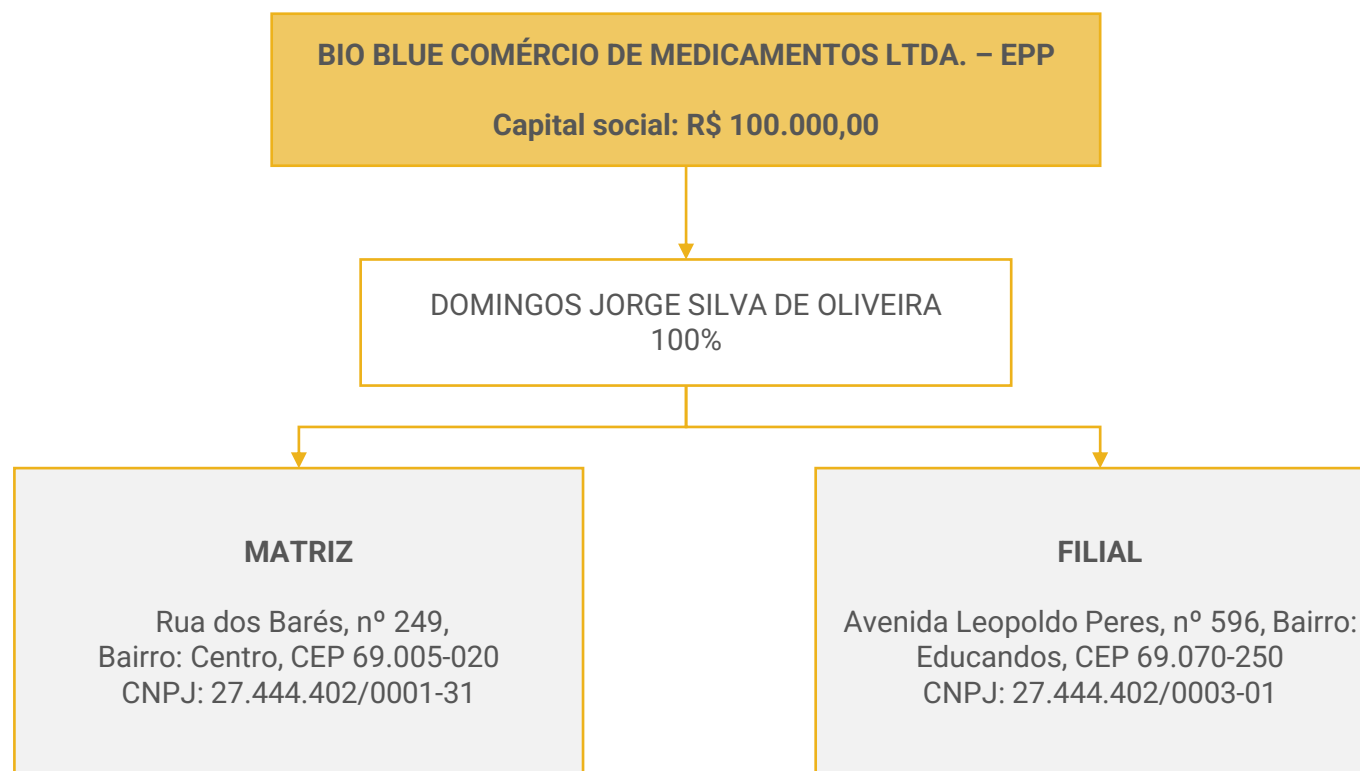 BIO BLUE COMÉRCIO DE MEDICAMENTOS LTDA. – EPP
Capital social: R$ 100.000,00
DOMINGOS JORGE SILVA DE OLIVEIRA
100%
MATRIZ
Rua dos Barés, nº 249,
Bairro: Centro, CEP 69.005-020
CNPJ: 27.444.402/0001-31
FILIAL
Avenida Leopoldo Peres, nº 596, Bairro:
Educandos, CEP 69.070-250
CNPJ: 27.444.402/0003-01